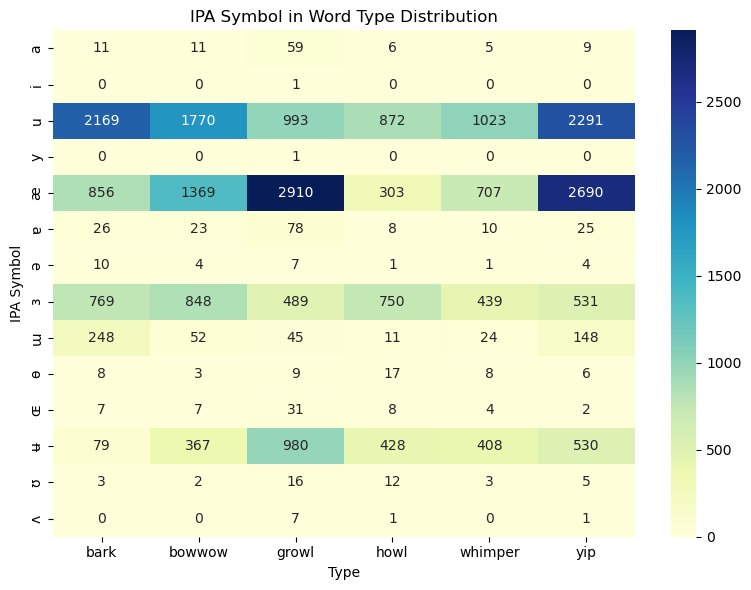 IPA Symbol in Word Type Distribution
a 11 11 59 6 5 9
i 0 0 1 0 0 0
u 2169 1770 993 872 1023 2291
y 0 0 1 0 0 0
æ 856 1369 2910 303 707 2690
ɐ 26 23 78 8 10 25
ə 10 4 7 1 1 4
ɛ 769 848 489 750 439 531
ɯ 248 52 45 11 24 148
ɵ 8 3 9 17 8 6
ɶ 7 7 31 8 4 2
ʉ 79 367 980 428 408 530
ʊ 3 2 16 12 3 5
ʌ 0 0 7 1 0 1
bark bowwow growl howl whimper yip
Type
IPA Symbol
2500
2000
1500
1000
500
0